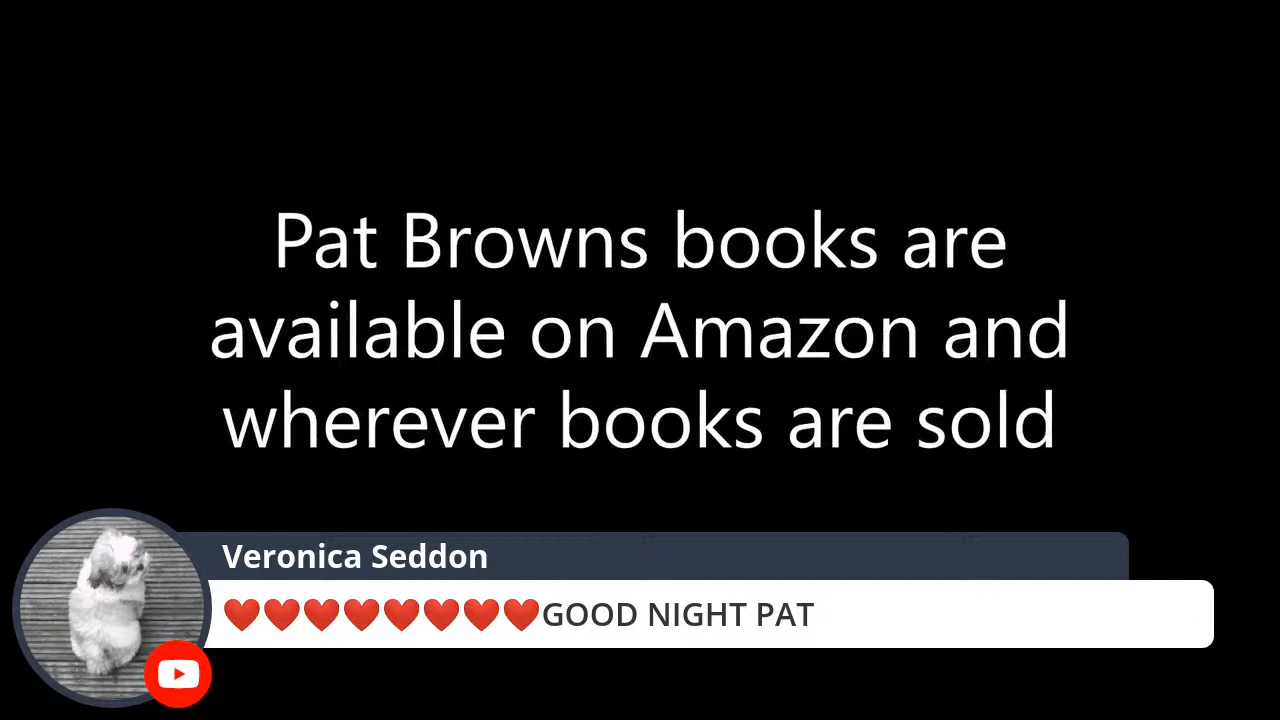 Pat Browns books are
available on Amazon and
wherever books are sold
Veronica Seddon
❤️❤️❤️❤️❤️❤️❤️❤️GOOD NIGHT PAT